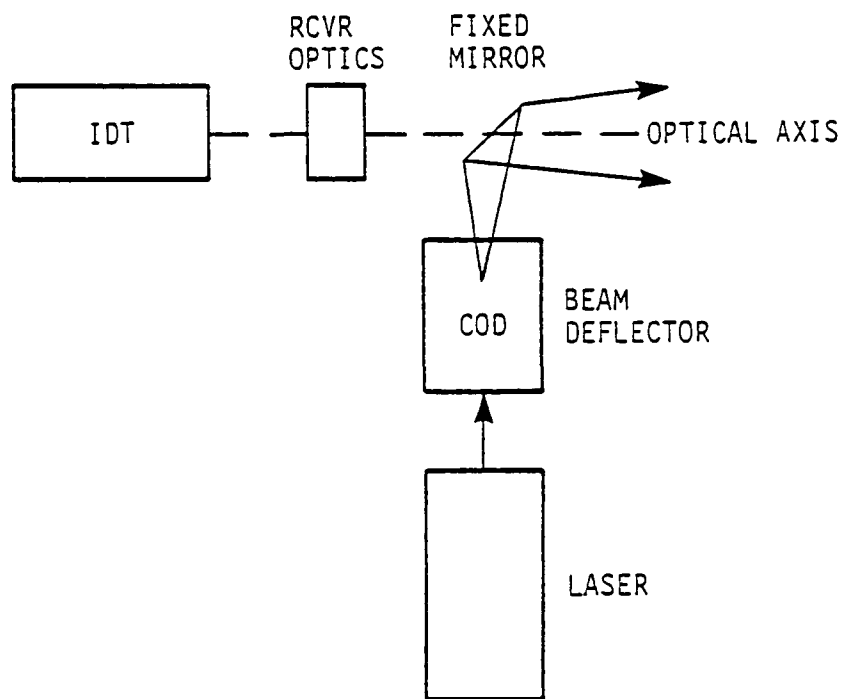 RCVR
OPTICS
FIXED
MIRROR
IDT
OPTICAL AXIS
COD
BEAM
DEFLECTOR
LASER